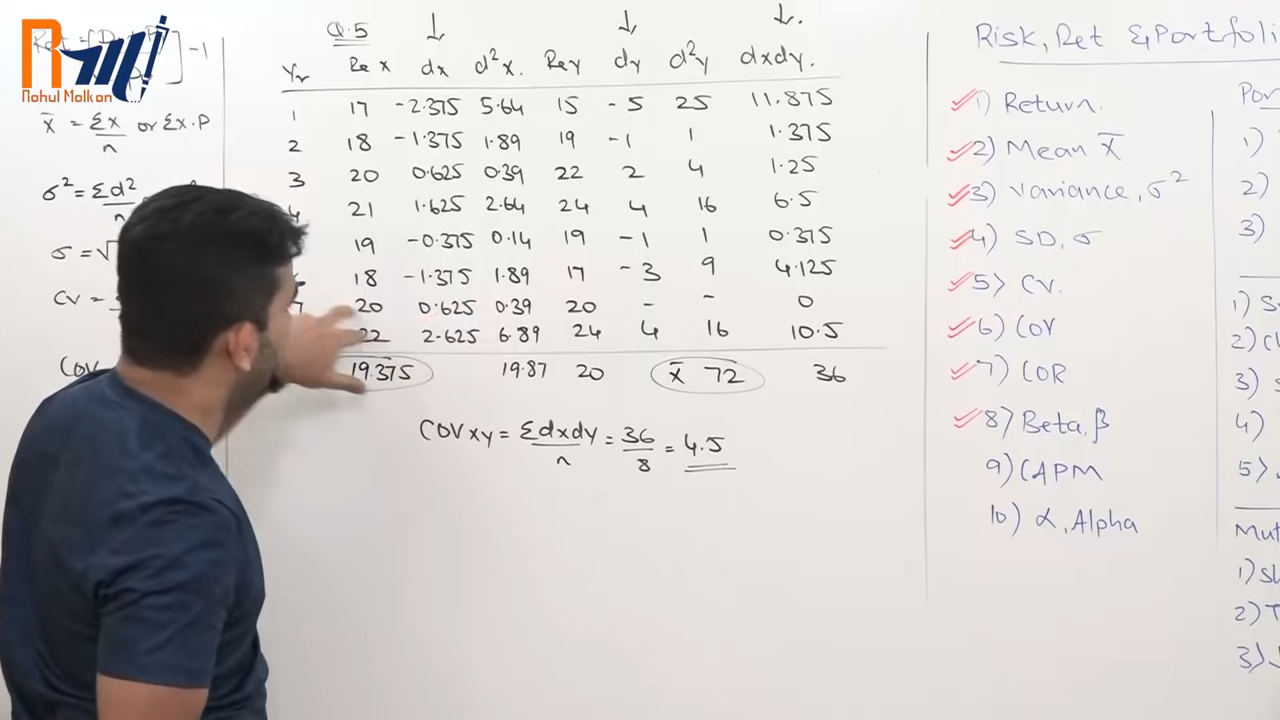 Rahul Malkan
x̄ = Σx/n or Σx·P
σ² = Σd²/n
σ = √
CV =
COV
Q.5
Yr Re x dx d²x. Rey dy d²y dxdy.
1 17 -2.375 5.64 15 -5 25 11.875
2 18 -1.375 1.89 19 -1 1 1.375
3 20 0.625 0.39 22 2 4 1.25
4 21 1.625 2.64 24 4 16 6.5
19 -0.375 0.14 19 -1 1 0.375
18 -1.375 1.89 17 -3 9 4.125
20 0.625 0.39 20 - - 0
22 2.625 6.89 24 4 16 10.5
19.375 19.87 20 x̄ 72 36
COV xy = Σdxdy/n = 36/8 = 4.5
Risk, Ret & Portfoli
1) Return.
2) Mean x̄
3) Variance, σ²
4) SD, σ
5> CV.
6) COV
7) COR
8) Beta, β
9) CAPM
10) α, Alpha
Por
1)
2)
3)
1) S
2) C
3)
4)
5>
Mut
1) S
2) T
3)